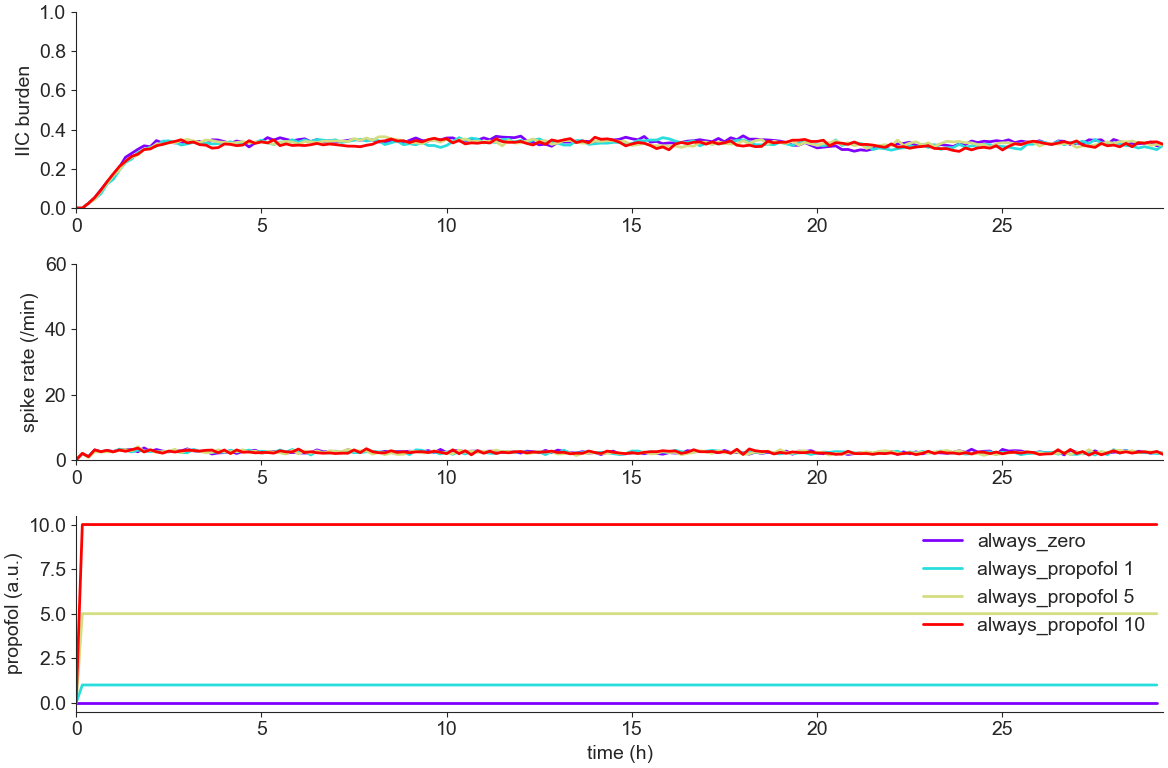 1.0
0.8
0.6
0.4
0.2
0.0
IIC burden
0 5 10 15 20 25
60
40
20
0
spike rate (/min)
0 5 10 15 20 25
10.0
7.5
5.0
2.5
0.0
propofol (a.u.)
always_zero
always_propofol 1
always_propofol 5
always_propofol 10
0 5 10 15 20 25
time (h)